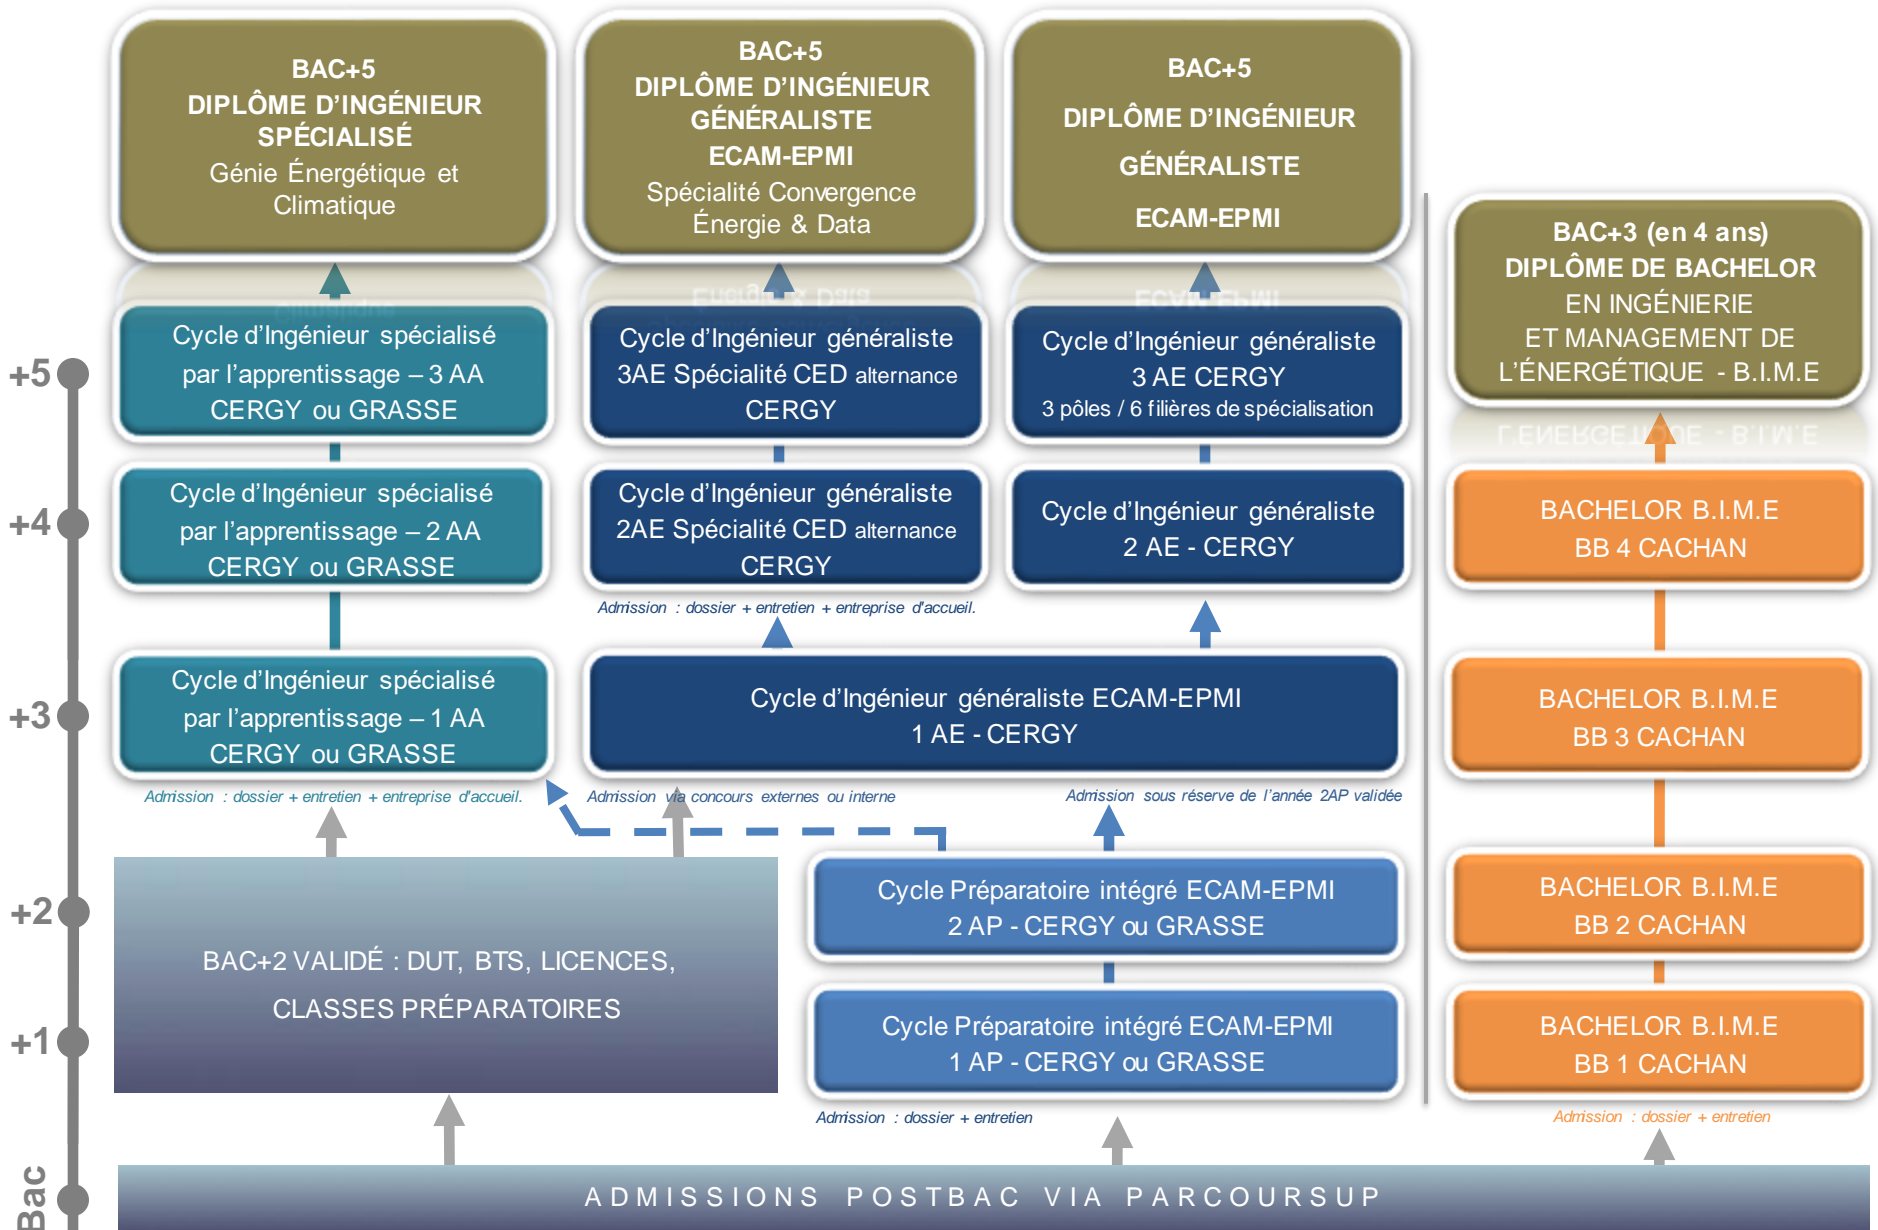 BAC+5
DIPLÔME D'INGÉNIEUR
SPÉCIALISÉ
Génie Énergétique et
Climatique
BAC+5
DIPLÔME D'INGÉNIEUR
GÉNÉRALISTE
ECAM-EPMI
Spécialité Convergence
Énergie & Data
BAC+5
DIPLÔME D'INGÉNIEUR
GÉNÉRALISTE
ECAM-EPMI
BAC+3 (en 4 ans)
DIPLÔME DE BACHELOR
EN INGÉNIERIE
ET MANAGEMENT DE
L'ÉNERGÉTIQUE - B.I.M.E
+5
Cycle d'Ingénieur spécialisé
par l'apprentissage – 3 AA
CERGY ou GRASSE
Cycle d'Ingénieur généraliste
3AE Spécialité CED alternance
CERGY
Cycle d'Ingénieur généraliste
3 AE CERGY
3 pôles / 6 filières de spécialisation
+4
Cycle d'Ingénieur spécialisé
par l'apprentissage – 2 AA
CERGY ou GRASSE
Cycle d'Ingénieur généraliste
2AE Spécialité CED alternance
CERGY
Admission : dossier + entretien + entreprise d'accueil.
Cycle d'Ingénieur généraliste
2 AE - CERGY
BACHELOR B.I.M.E
BB 4 CACHAN
+3
Cycle d'Ingénieur spécialisé
par l'apprentissage – 1 AA
CERGY ou GRASSE
Admission : dossier + entretien + entreprise d'accueil.
Cycle d'Ingénieur généraliste ECAM-EPMI
1 AE - CERGY
Admission via concours externes ou interne
Admission sous réserve de l'année 2AP validée
BACHELOR B.I.M.E
BB 3 CACHAN
+2
BAC+2 VALIDÉ : DUT, BTS, LICENCES,
CLASSES PRÉPARATOIRES
Cycle Préparatoire intégré ECAM-EPMI
2 AP - CERGY ou GRASSE
BACHELOR B.I.M.E
BB 2 CACHAN
+1
Cycle Préparatoire intégré ECAM-EPMI
1 AP - CERGY ou GRASSE
Admission : dossier + entretien
BACHELOR B.I.M.E
BB 1 CACHAN
Admission : dossier + entretien
Bac
ADMISSIONS POSTBAC VIA PARCOURSUP